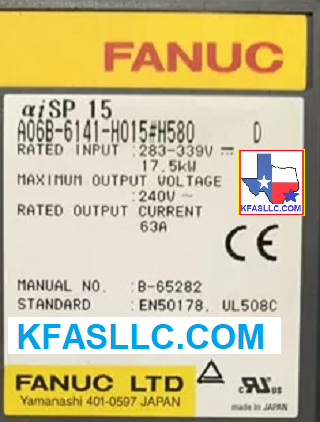 FANUC
αiSP 15
A06B-6141-H015#H580 D
RATED INPUT :283-339V ⎓
17.5kW
MAXIMUM OUTPUT VOLTAGE
:240V ~
RATED OUTPUT CURRENT
63A
KFASLLC.COM
CE
MANUAL NO. :B-65282
STANDARD :EN50178, UL508C
KFASLLC.COM
FANUC LTD
Yamanashi 401-0597 JAPAN
c RU us
made in JAPAN